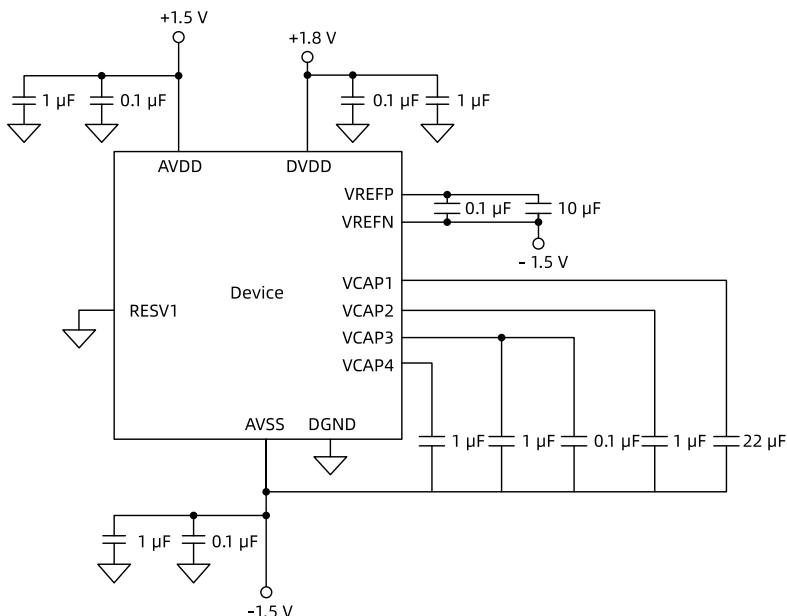 +1.5 V
+1.8 V
1 µF
0.1 µF
0.1 µF
1 µF
AVDD
DVDD
VREFP
VREFN
0.1 µF
10 µF
- 1.5 V
VCAP1
Device
RESV1
VCAP2
VCAP3
VCAP4
AVSS
DGND
1 µF
1 µF
0.1 µF
1 µF
22 µF
1 µF
0.1 µF
-1.5 V